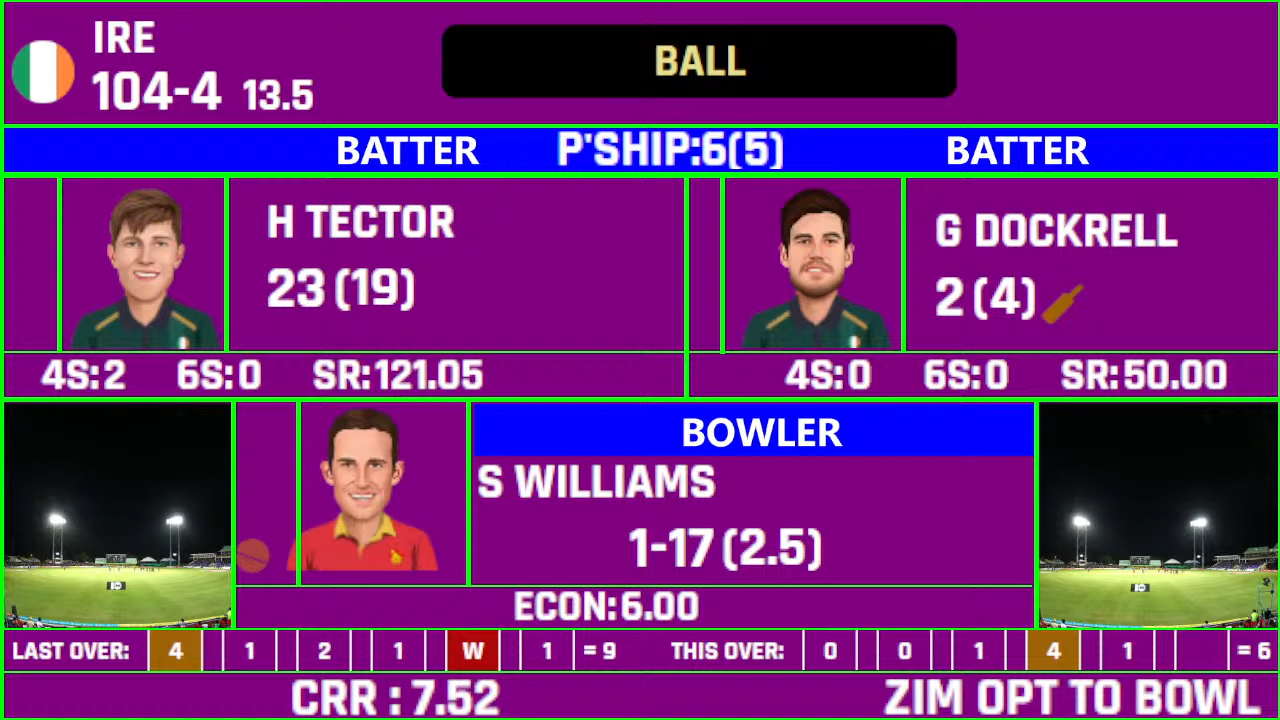 IRE
104-4 13.5
BALL
BATTER P'SHIP:6(5) BATTER
H TECTOR
23 (19)
G DOCKRELL
2 (4)
4S:2 6S:0 SR:121.05
4S:0 6S:0 SR:50.00
BOWLER
S WILLIAMS
1-17 (2.5)
ECON:6.00
LAST OVER: 4 1 2 1 W 1 = 9 THIS OVER: 0 0 1 4 1 = 6
CRR : 7.52 ZIM OPT TO BOWL